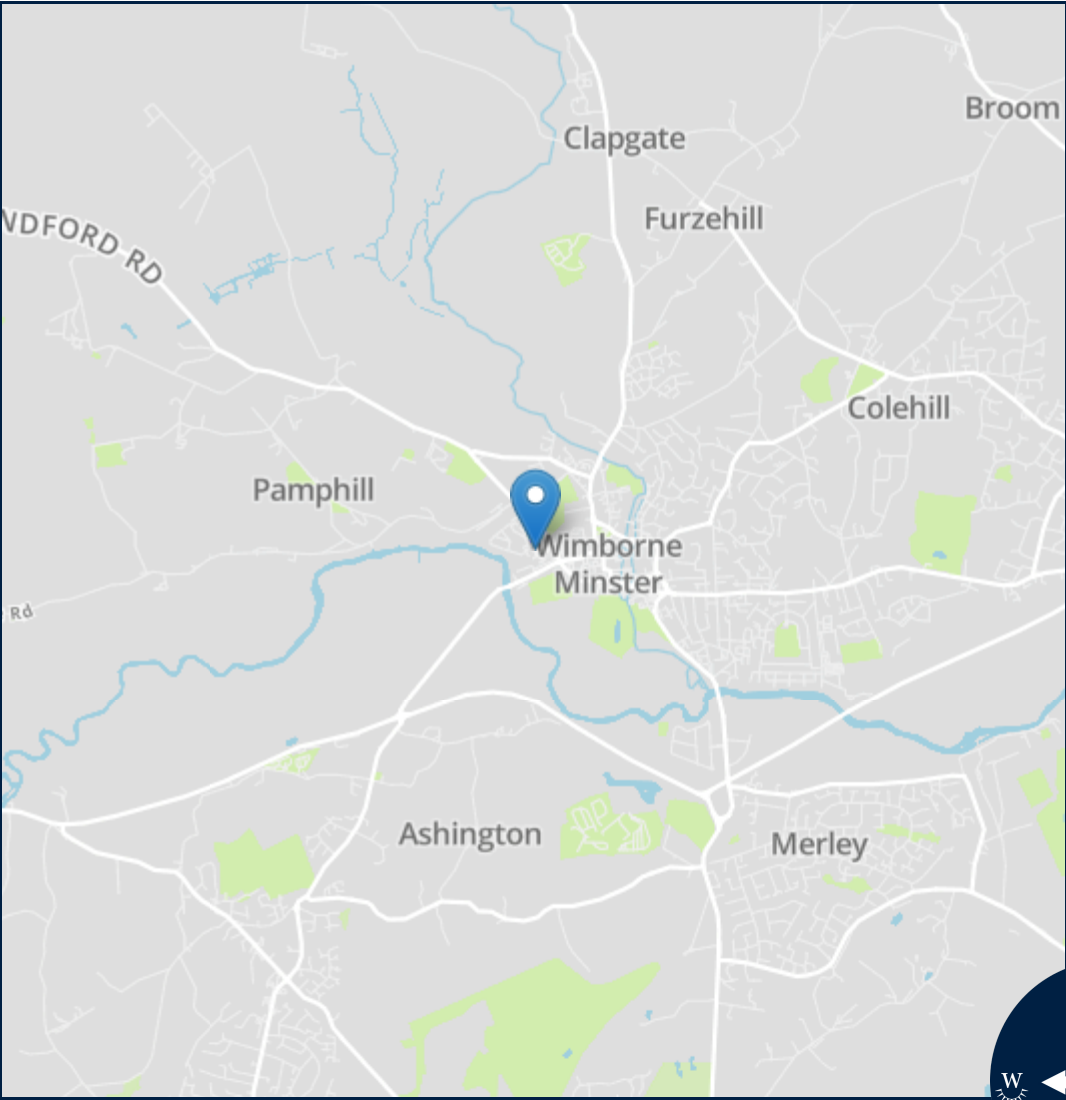 Broom
Clapgate
Furzehill
NDFORD RD
Colehill
Pamphill
Wimborne
Minster
Rd
Ashington
Merley
W